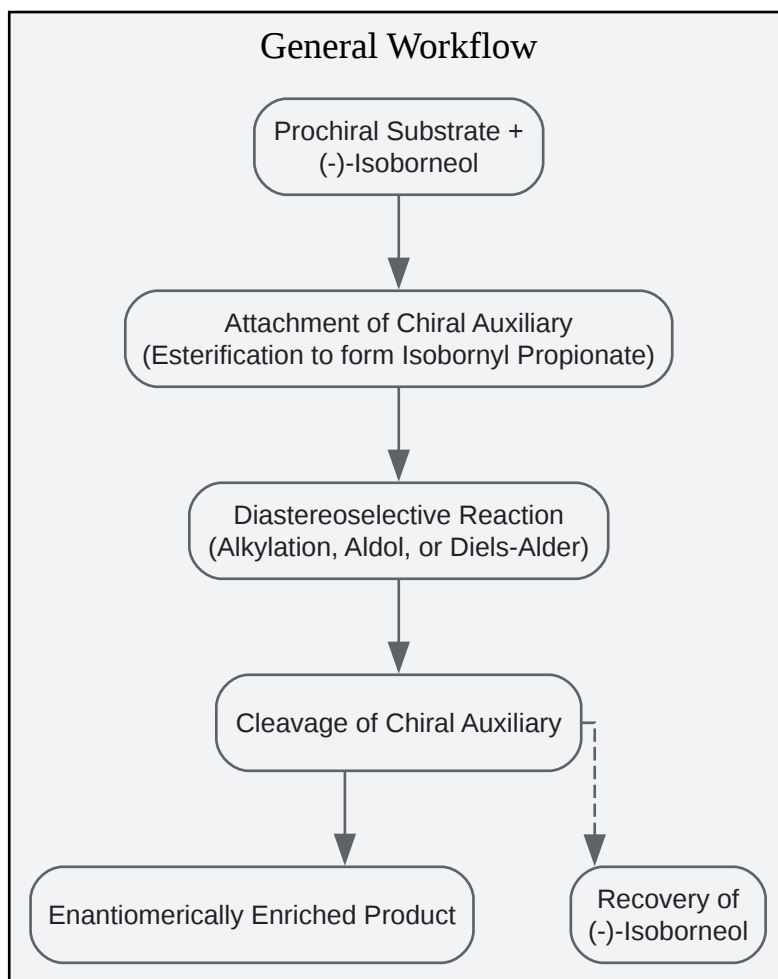 General Workflow
Prochiral Substrate +
(-)-Isoborneol
Attachment of Chiral Auxiliary
(Esterification to form Isobornyl Propionate)
Diastereoselective Reaction
(Alkylation, Aldol, or Diels-Alder)
Cleavage of Chiral Auxiliary
Enantiomerically Enriched Product
Recovery of
(-)-Isoborneol